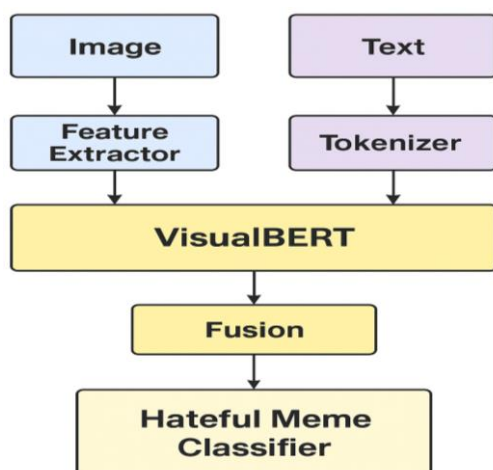 Image
Text
Feature
Extractor
Tokenizer
VisualBERT
Fusion
Hateful Meme
Classifier